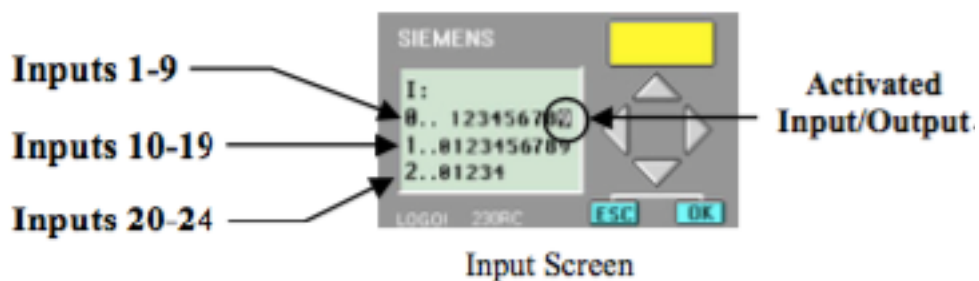 SIEMENS
Inputs 1-9
I:
Activated
Input/Output
0.. 123456789
Inputs 10-19
1..0123456789
2..01234
Inputs 20-24
LOGO! 230RC
ESC
OK
Input Screen